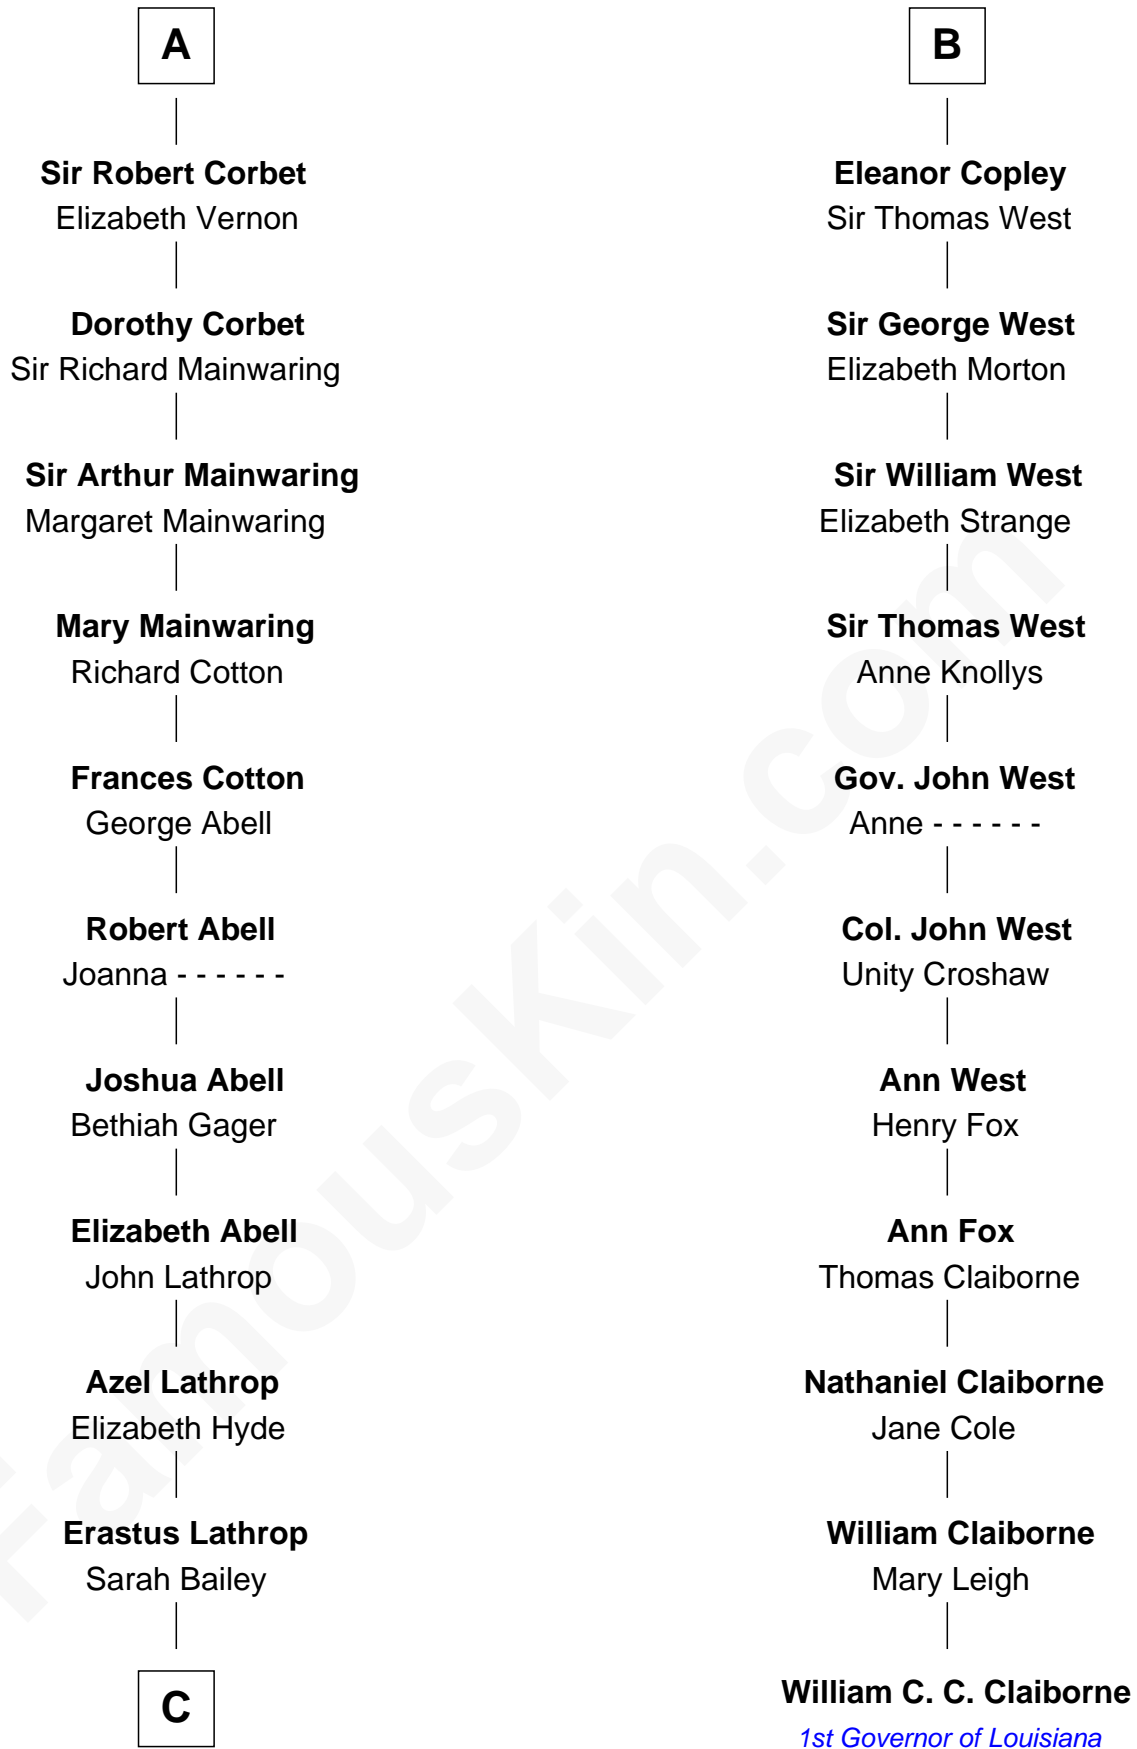 A
Sir Robert Corbet
Elizabeth Vernon
Dorothy Corbet
Sir Richard Mainwaring
Sir Arthur Mainwaring
Margaret Mainwaring
Mary Mainwaring
Richard Cotton
Frances Cotton
George Abell
Robert Abell
Joanna - - - - - -
Joshua Abell
Bethiah Gager
Elizabeth Abell
John Lathrop
Azel Lathrop
Elizabeth Hyde
Erastus Lathrop
Sarah Bailey
C
B
Eleanor Copley
Sir Thomas West
Sir George West
Elizabeth Morton
Sir William West
Elizabeth Strange
Sir Thomas West
Anne Knollys
Gov. John West
Anne - - - - - -
Col. John West
Unity Croshaw
Ann West
Henry Fox
Ann Fox
Thomas Claiborne
Nathaniel Claiborne
Jane Cole
William Claiborne
Mary Leigh
William C. C. Claiborne
1st Governor of Louisiana
FamousKin.com